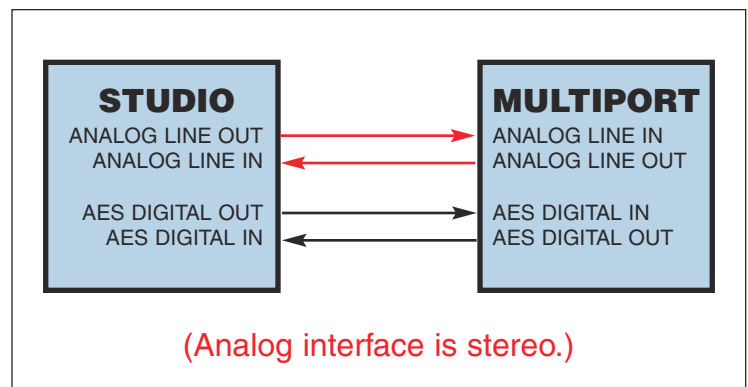 STUDIO
ANALOG LINE OUT
ANALOG LINE IN
AES DIGITAL OUT
AES DIGITAL IN
MULTIPORT
ANALOG LINE IN
ANALOG LINE OUT
AES DIGITAL IN
AES DIGITAL OUT
(Analog interface is stereo.)